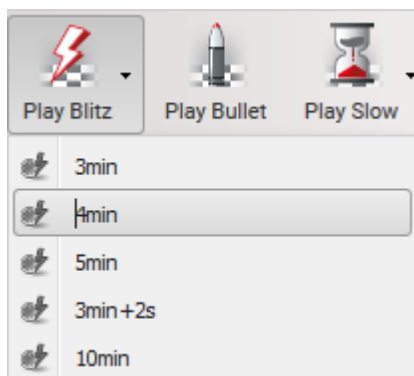 Play Blitz Play Bullet Play Slow
3min
4min
5min
3min+2s
10min